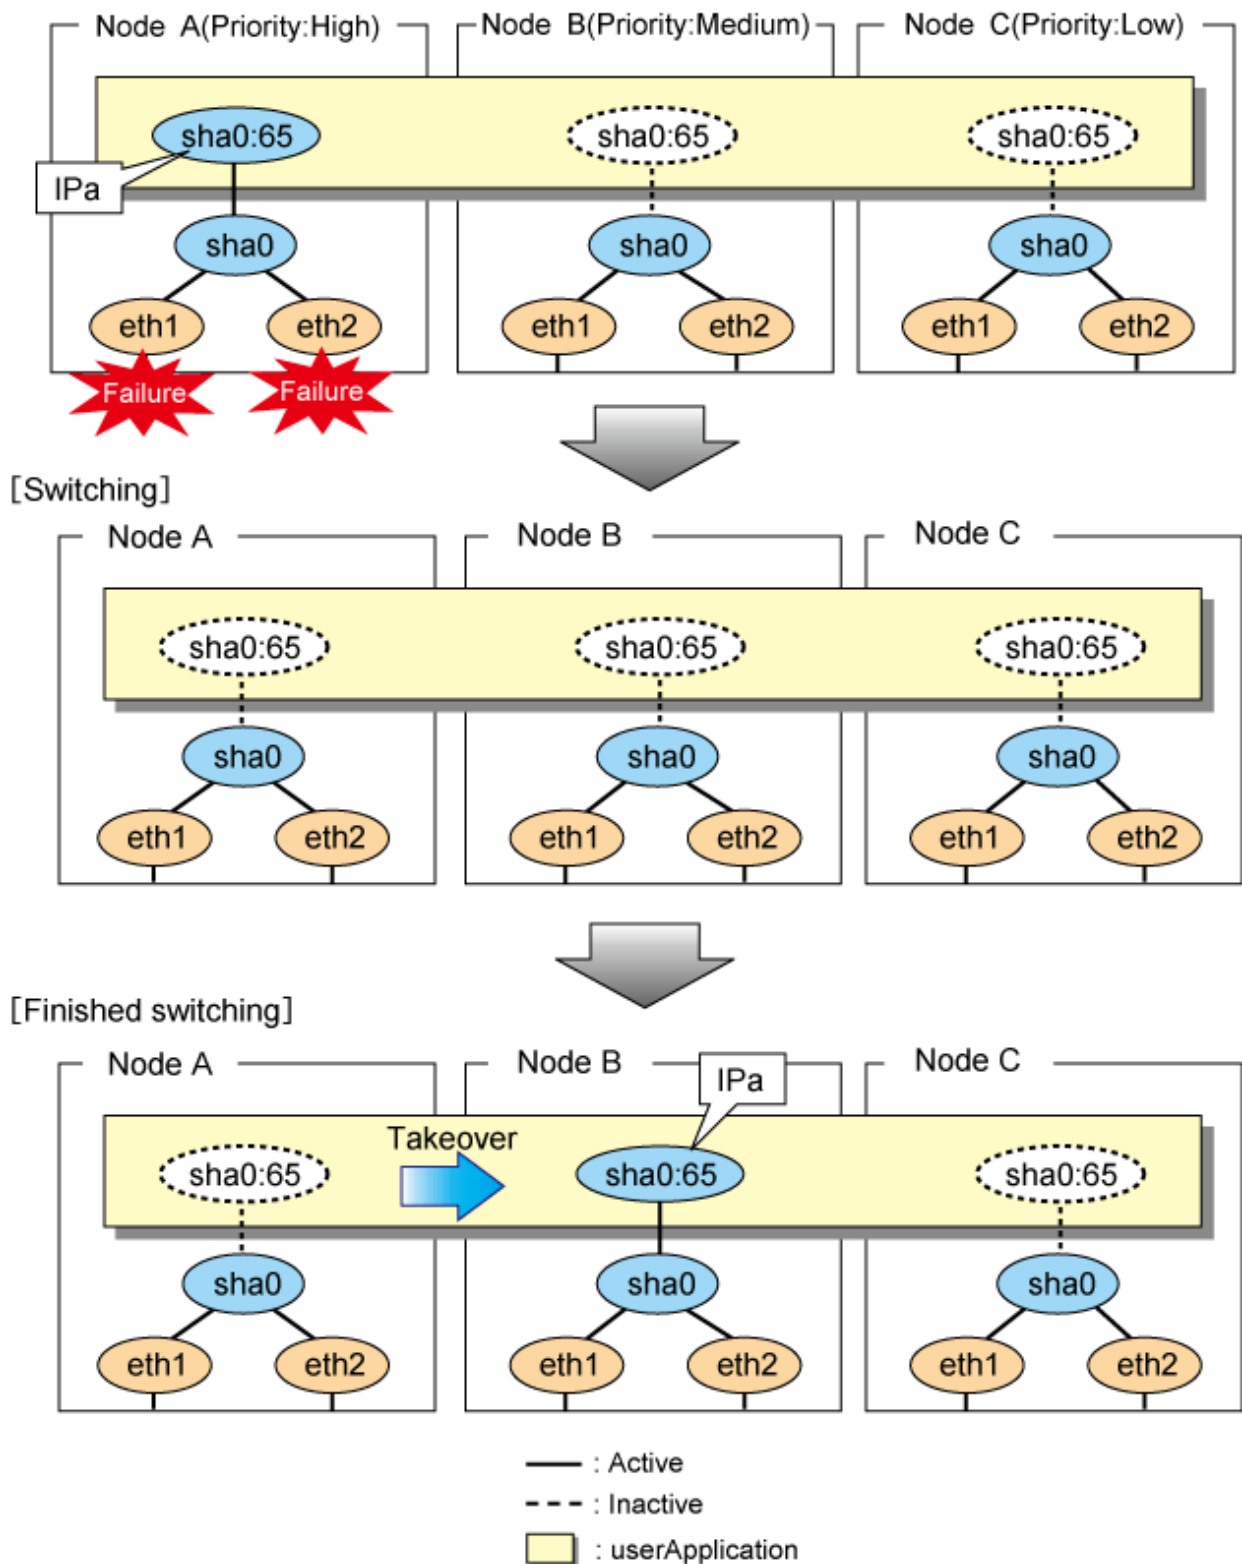 Node A(Priority:High) Node B(Priority:Medium) Node C(Priority:Low)
sha0:65 sha0:65 sha0:65
IPa
sha0 sha0 sha0
eth1 eth2 eth1 eth2 eth1 eth2
Failure Failure
[Switching]
Node A Node B Node C
sha0:65 sha0:65 sha0:65
sha0 sha0 sha0
eth1 eth2 eth1 eth2 eth1 eth2
[Finished switching]
Node A Node B Node C
IPa
Takeover
sha0:65 sha0:65 sha0:65
sha0 sha0 sha0
eth1 eth2 eth1 eth2 eth1 eth2
: Active
: Inactive
: userApplication